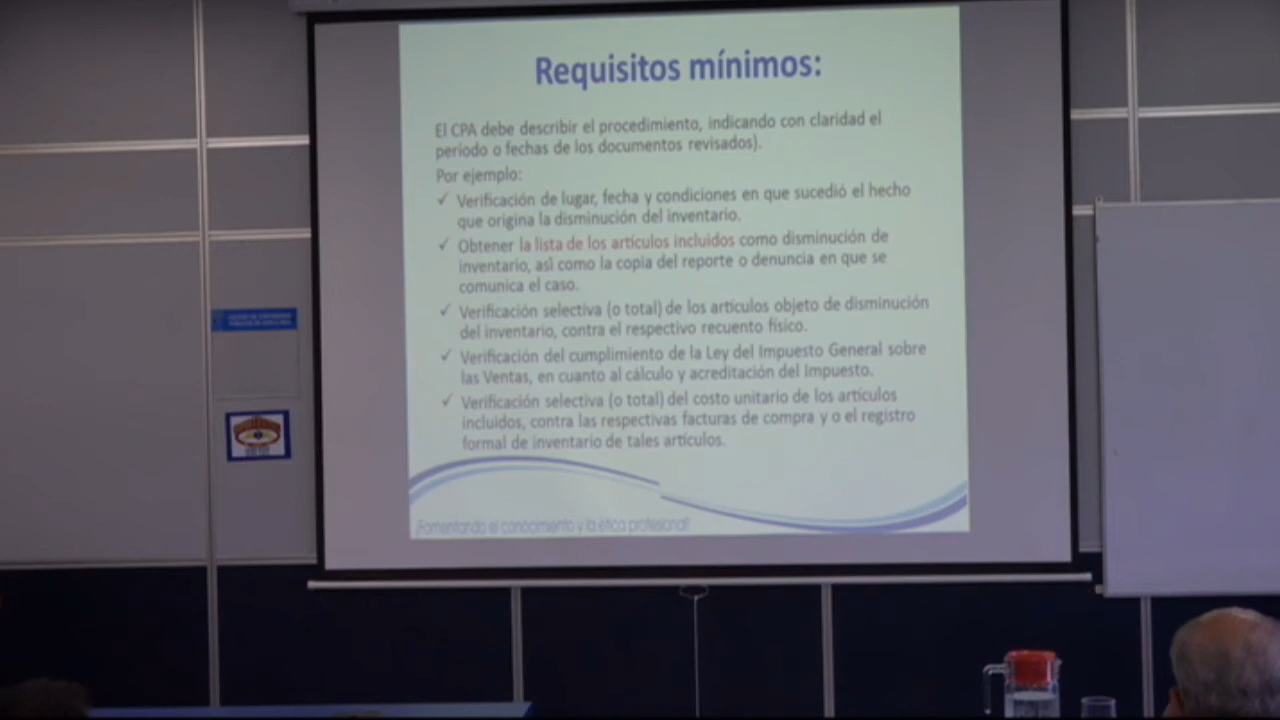 Requisitos mínimos:
El CPA debe describir el procedimiento, indicando con claridad el
periodo o fechas de los documentos revisados).
Por ejemplo:
✓ Verificación de lugar, fecha y condiciones en que sucedió el hecho
que origina la disminución del inventario.
✓ Obtener la lista de los artículos incluidos como disminución de
inventario, así como la copia del reporte o denuncia en que se
comunica el caso.
✓ Verificación selectiva (o total) de los artículos objeto de disminución
del inventario, contra el respectivo recuento físico.
✓ Verificación del cumplimiento de la Ley del Impuesto General sobre
las Ventas, en cuanto al cálculo y acreditación del Impuesto.
✓ Verificación selectiva (o total) del costo unitario de los artículos
incluidos, contra las respectivas facturas de compra y o el registro
formal de inventario de tales artículos.
¡Fomentando el conocimiento y la ética profesional!